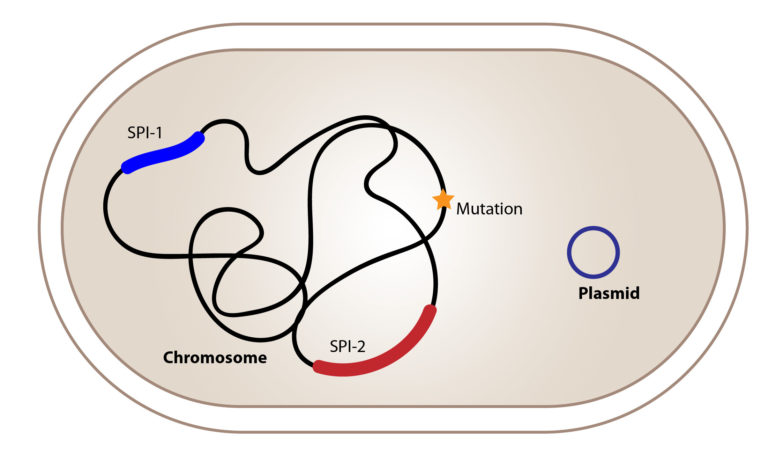 SPI-1
Mutation
Plasmid
SPI-2
Chromosome